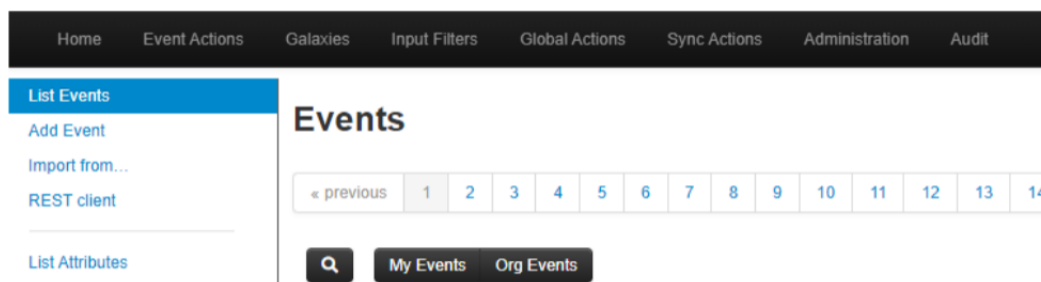 Home Event Actions Galaxies Input Filters Global Actions Sync Actions Administration Audit
List Events
Add Event
Import from...
REST client
List Attributes
Events
« previous 1 2 3 4 5 6 7 8 9 10 11 12 13 14
My Events Org Events